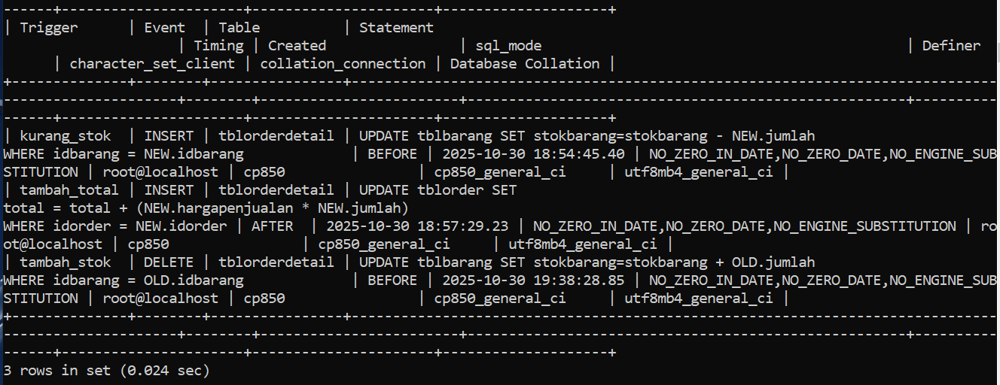 ------+----------------------+----------------------+--------------------+
| Trigger      | Event  | Table          | Statement
                     | Timing | Created                | sql_mode                                            | Definer
      | character_set_client | collation_connection | Database Collation |
+--------------+--------+----------------+------------------------------------------------------------------------------
---------------------+--------+------------------------+-----------------------------------------------------+----------
------+----------------------+----------------------+--------------------+
| kurang_stok  | INSERT | tblorderdetail | UPDATE tblbarang SET stokbarang=stokbarang - NEW.jumlah
WHERE idbarang = NEW.idbarang             | BEFORE | 2025-10-30 18:54:45.40 | NO_ZERO_IN_DATE,NO_ZERO_DATE,NO_ENGINE_SUB
STITUTION | root@localhost | cp850                | cp850_general_ci     | utf8mb4_general_ci |
| tambah_total | INSERT | tblorderdetail | UPDATE tblorder SET
total = total + (NEW.hargapenjualan * NEW.jumlah)
WHERE idorder = NEW.idorder | AFTER  | 2025-10-30 18:57:29.23 | NO_ZERO_IN_DATE,NO_ZERO_DATE,NO_ENGINE_SUBSTITUTION | ro
ot@localhost | cp850                | cp850_general_ci     | utf8mb4_general_ci |
| tambah_stok  | DELETE | tblorderdetail | UPDATE tblbarang SET stokbarang=stokbarang + OLD.jumlah
WHERE idbarang = OLD.idbarang             | BEFORE | 2025-10-30 19:38:28.85 | NO_ZERO_IN_DATE,NO_ZERO_DATE,NO_ENGINE_SUB
STITUTION | root@localhost | cp850                | cp850_general_ci     | utf8mb4_general_ci |
+--------------+--------+----------------+------------------------------------------------------------------------------
---------------------+--------+------------------------+-----------------------------------------------------+----------
------+----------------------+----------------------+--------------------+
3 rows in set (0.024 sec)